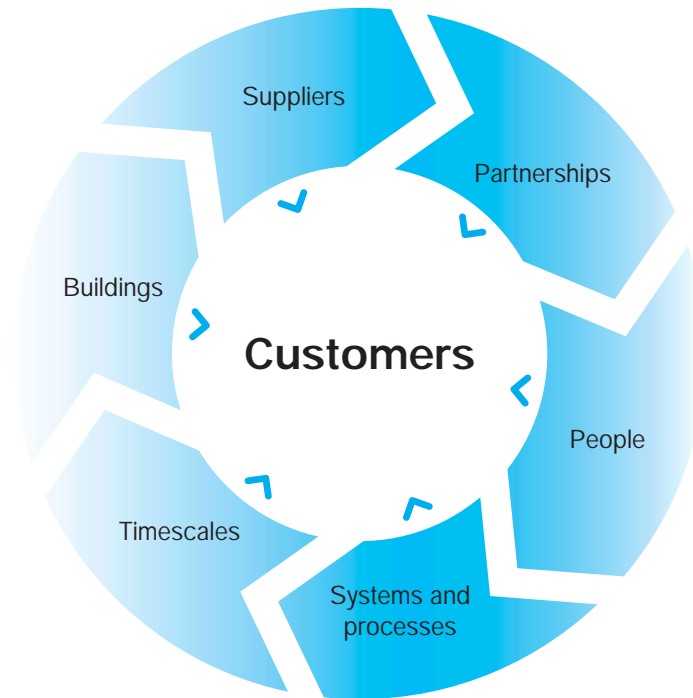 Suppliers
Partnerships
Buildings
Customers
People
Timescales
Systems and
processes